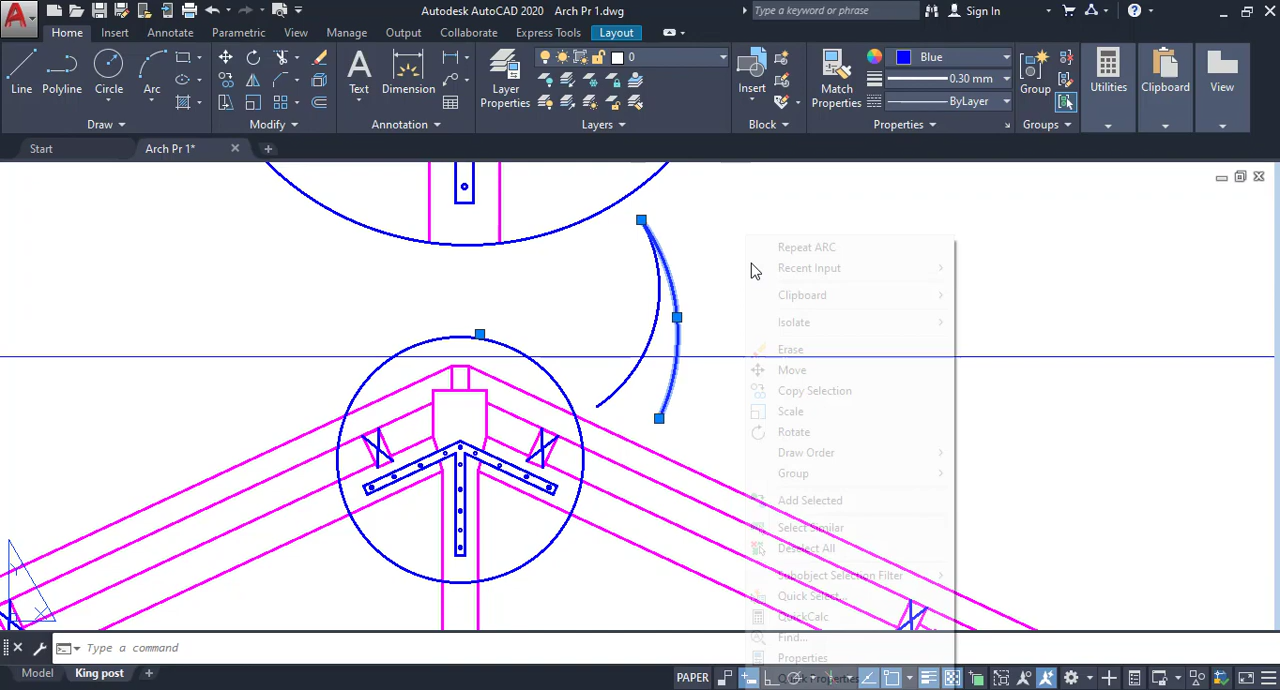 Autodesk AutoCAD 2020 Arch Pr 1.dwg
Type a keyword or phrase
Sign In
Home Insert Annotate Parametric View Manage Output Collaborate Express Tools Layout
Line Polyline Circle Arc
Text Dimension
Layer Properties
0
Insert
Match Properties
Blue
0.30 mm
ByLayer
Group Utilities Clipboard View
Draw Modify Annotation Layers Block Properties Groups
Start Arch Pr 1*
Repeat ARC
Recent Input
Clipboard
Isolate
Erase
Move
Copy Selection
Scale
Rotate
Draw Order
Group
Add Selected
Select Similar
Deselect All
Subobject Selection Filter
Quick Select...
QuickCalc
Find...
Properties
Quick Properties
Y
X
Type a command
Model King post
PAPER